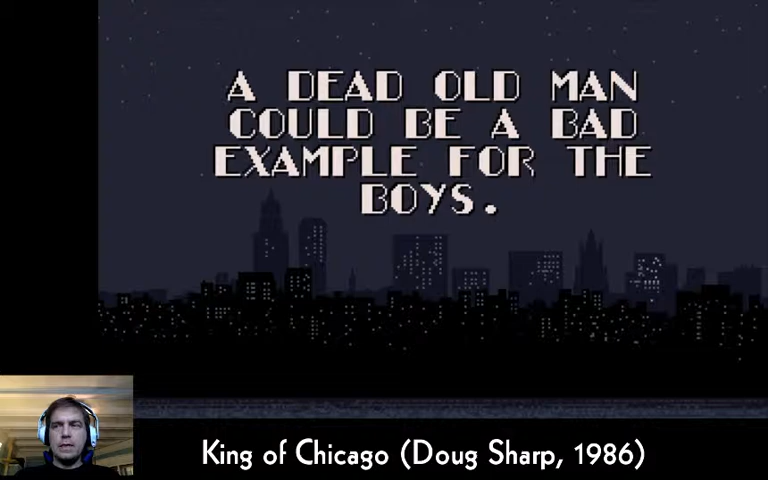 A DEAD OLD MAN
COULD BE A BAD
EXAMPLE FOR THE
BOYS.
King of Chicago (Doug Sharp, 1986)